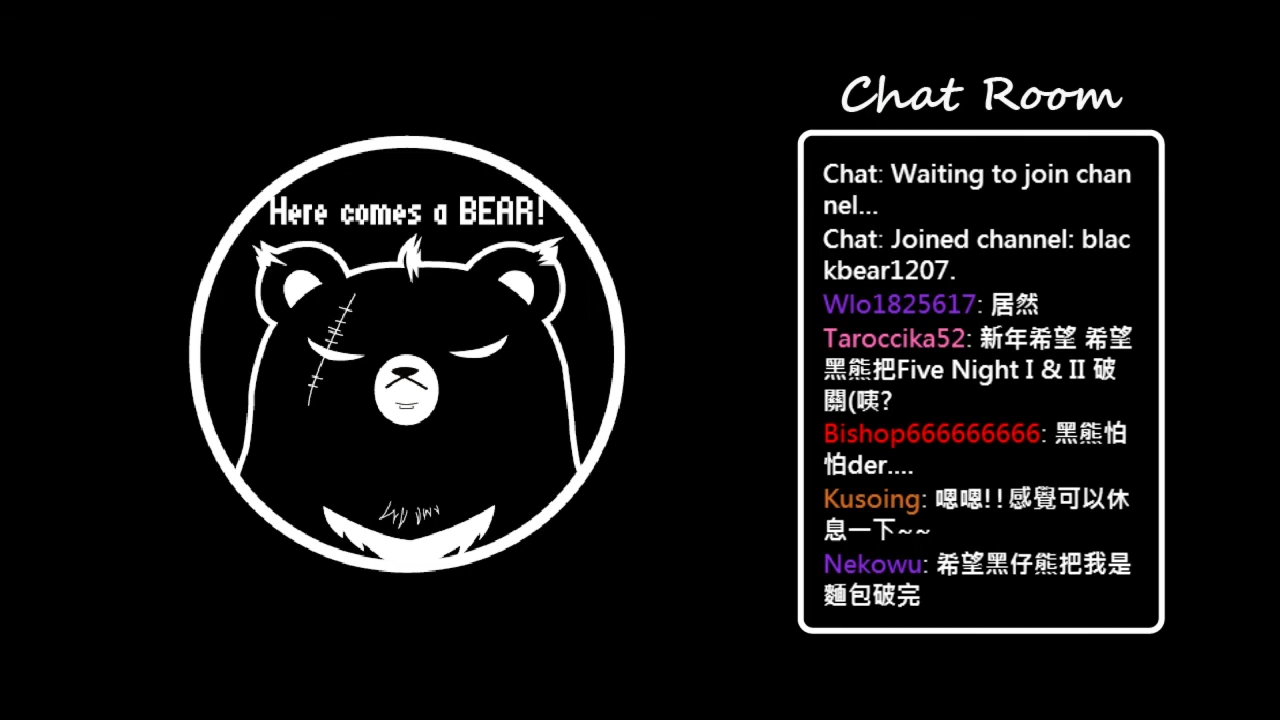 Here comes a BEAR!
Chat Room
Chat: Waiting to join chan
nel...
Chat: Joined channel: blac
kbear1207.
Wlo1825617: 居然
Taroccika52: 新年希望 希望
黑熊把Five Night I & II 破
關(咦?
Bishop666666666: 黑熊怕
怕der....
Kusoing: 嗯嗯!!感覺可以休
息一下~~
Nekowu: 希望黑仔熊把我是
麵包破完